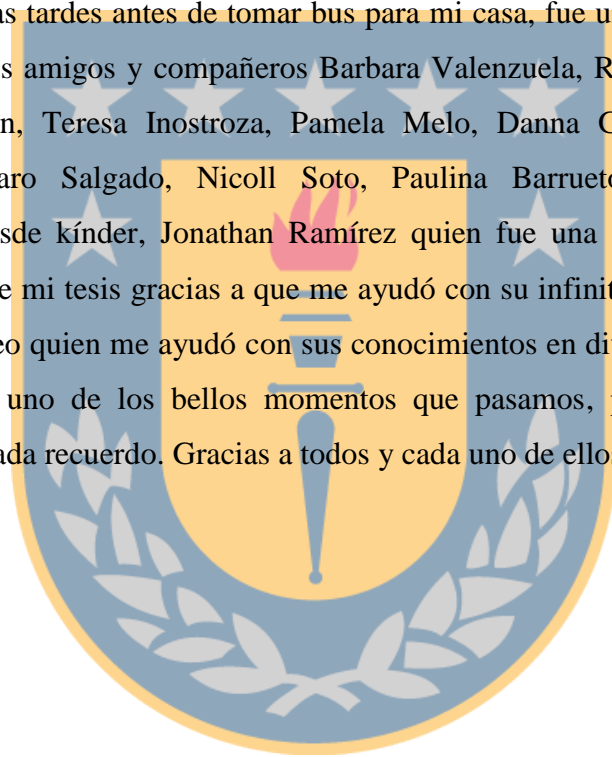 as tardes antes de tomar bus para mi casa, fue u
s amigos y compañeros Barbara Valenzuela, R
n, Teresa Inostroza, Pamela Melo, Danna C
aro Salgado, Nicoll Soto, Paulina Barrueto
sde kínder, Jonathan Ramírez quien fue una
e mi tesis gracias a que me ayudó con su infinit
eo quien me ayudó con sus conocimientos en di
uno de los bellos momentos que pasamos, p
ada recuerdo. Gracias a todos y cada uno de ello